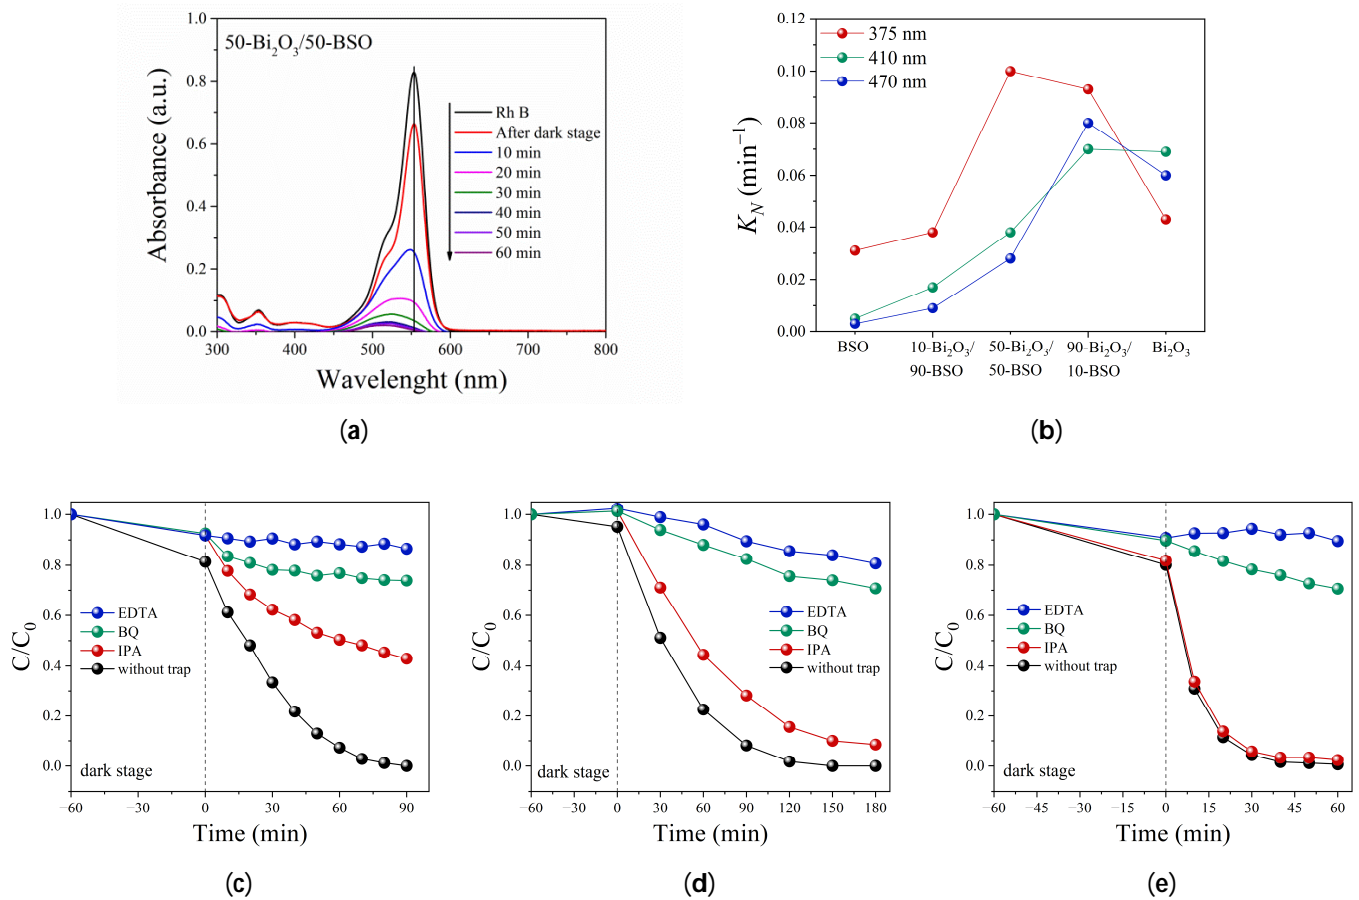 50-Bi₂O₃/50-BSO
Absorbance (a.u.)
1.0
0.8
0.6
0.4
0.2
0.0
Rh B
After dark stage
10 min
20 min
30 min
40 min
50 min
60 min
300 400 500 600 700 800
Wavelenght (nm)
(a)
K_N (min⁻¹)
0.12
0.10
0.08
0.06
0.04
0.02
0.00
375 nm
410 nm
470 nm
BSO 10-Bi₂O₃/ 50-Bi₂O₃/ 90-Bi₂O₃/ Bi₂O₃
90-BSO 50-BSO 10-BSO
(b)
C/C₀
1.0
0.8
0.6
0.4
0.2
0.0
EDTA
BQ
IPA
without trap
dark stage
−60 −30 0 30 60 90
Time (min)
(c)
C/C₀
1.0
0.8
0.6
0.4
0.2
0.0
EDTA
BQ
IPA
without trap
dark stage
−60 −30 0 30 60 90 120 150 180
Time (min)
(d)
C/C₀
1.0
0.8
0.6
0.4
0.2
0.0
EDTA
BQ
IPA
without trap
dark stage
−60 −45 −30 −15 0 15 30 45 60
Time (min)
(e)